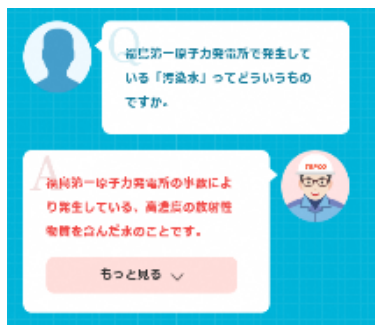 Q
福島第一原子力発電所で発生して
いる「汚染水」ってどういうもの
ですか。
A
TEPCO
福島第一原子力発電所の事故によ
り発生している、高濃度の放射性
物質を含んだ水のことです。
もっと見る